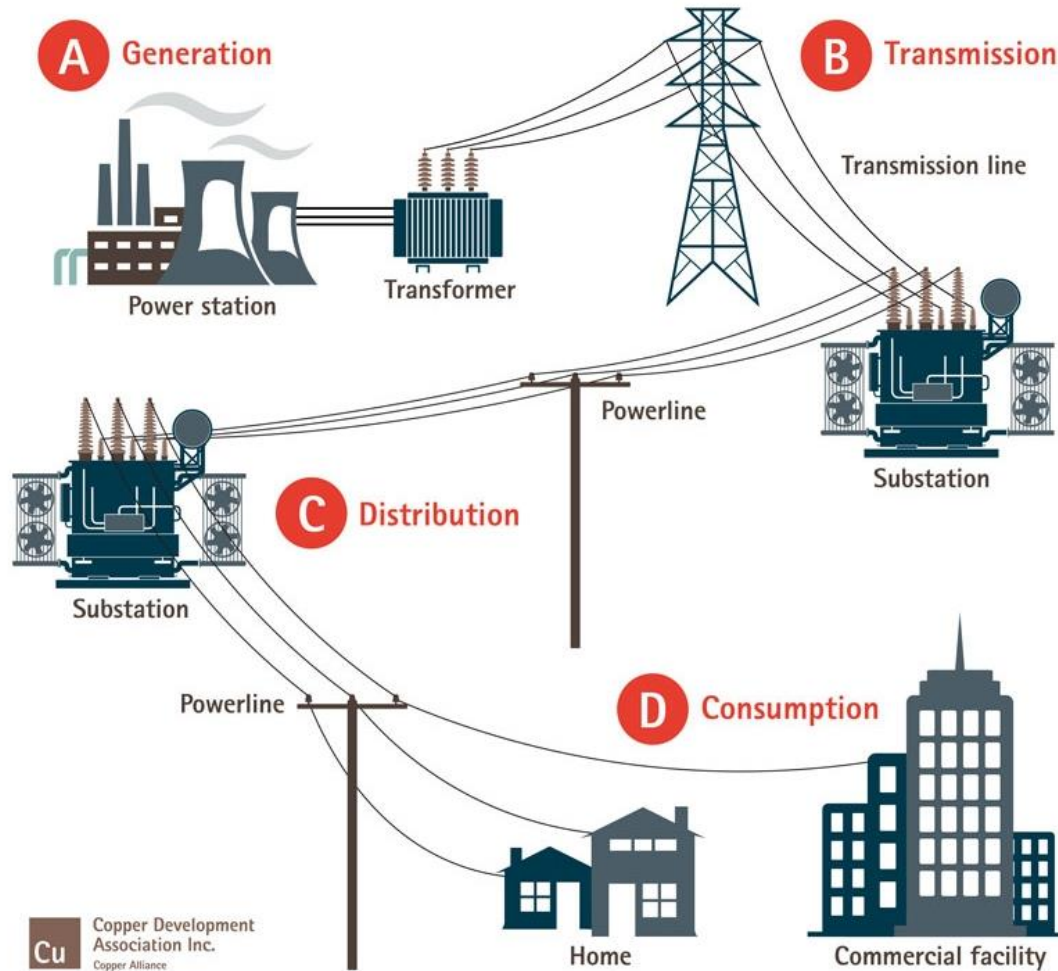 A Generation
B Transmission
Transmission line
Power station
Transformer
Powerline
Substation
C Distribution
Substation
Powerline
D Consumption
Cu
Copper Development
Association Inc.
Copper Alliance
Home
Commercial facility